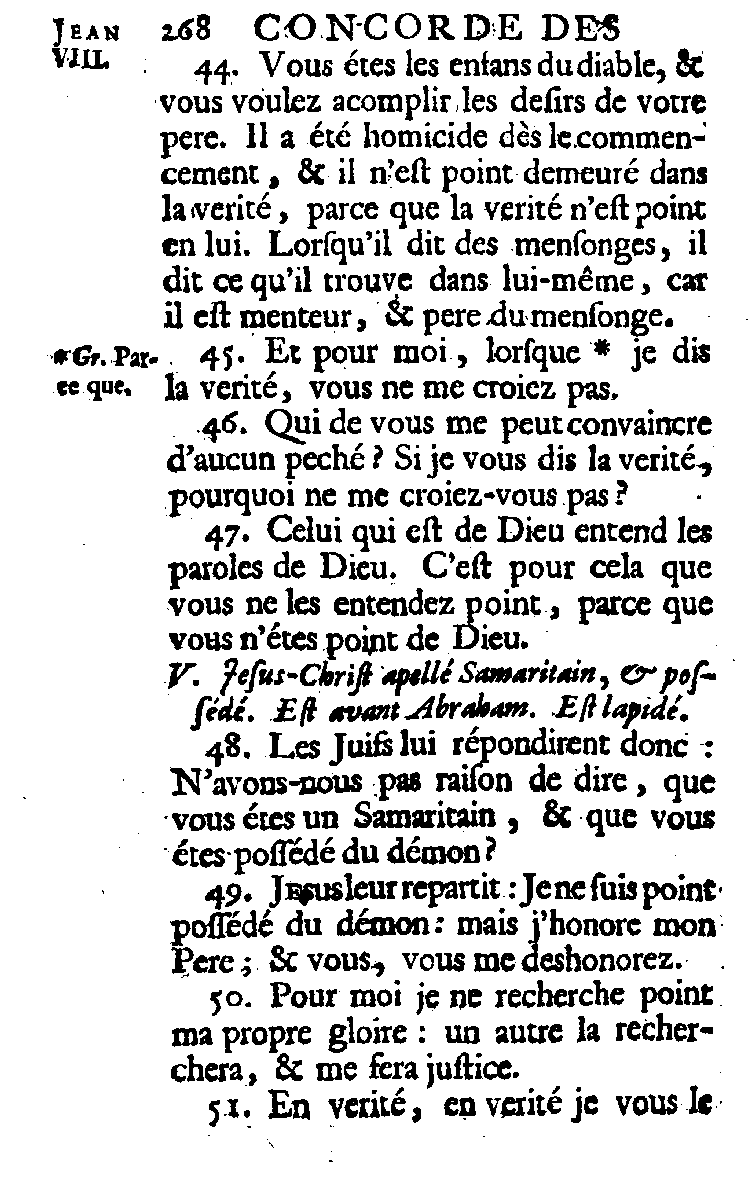 JEAN VIII.
268 CONCORDE DES
44. Vous étes les enfans du diable, &
vous voulez acomplir les deſirs de votre
pere. Il a été homicide dès le commen-
cement, & il n'eſt point demeuré dans
la verité, parce que la verité n'eſt point
en lui. Lorſqu'il dit des menſonges, il
dit ce qu'il trouve dans lui-même, car
il eſt menteur, & pere du menſonge.
*Gr. Par-
ce que.
45. Et pour moi, lorſque * je dis
la verité, vous ne me croiez pas.
46. Qui de vous me peut convaincre
d'aucun peché? Si je vous dis la verité,
pourquoi ne me croiez-vous pas?
47. Celui qui eſt de Dieu entend les
paroles de Dieu. C'eſt pour cela que
vous ne les entendez point, parce que
vous n'étes point de Dieu.
V. Jeſus-Chriſt apellé Samaritain, & poſ-
ſédé. Eſt avant Abraham. Eſt lapidé.
48. Les Juifs lui répondirent donc :
N'avons-nous pas raiſon de dire, que
vous étes un Samaritain, & que vous
étes poſſédé du démon?
49. JESUS leur repartit : Je ne ſuis point
poſſédé du démon: mais j'honore mon
Pere; & vous, vous me deshonorez.
50. Pour moi je ne recherche point
ma propre gloire : un autre la recher-
chera, & me fera juſtice.
51. En verité, en verité je vous le